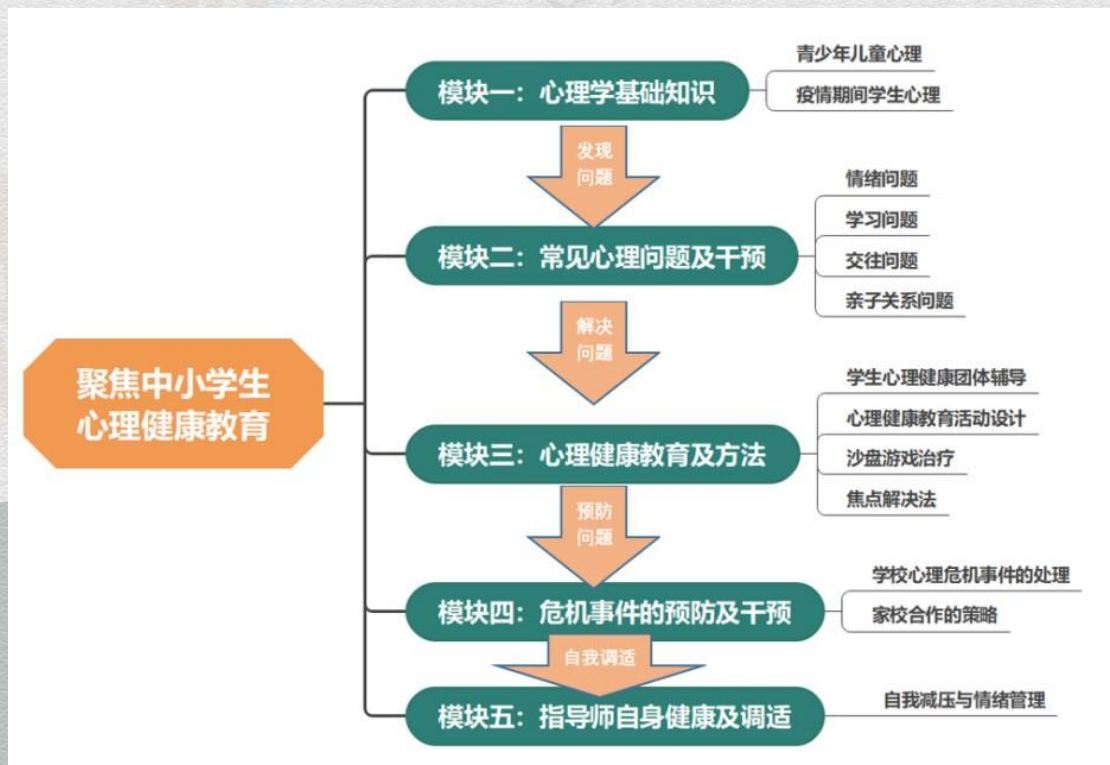 青少年儿童心理
模块一：心理学基础知识
疫情期间学生心理
发现
问题
情绪问题
学习问题
模块二：常见心理问题及干预
交往问题
亲子关系问题
解决
问题
聚焦中小学生
心理健康教育
学生心理健康团体辅导
心理健康教育活动设计
模块三：心理健康教育及方法
沙盘游戏治疗
焦点解决法
预防
问题
学校心理危机事件的处理
模块四：危机事件的预防及干预
家校合作的策略
自我调适
模块五：指导师自身健康及调适
自我减压与情绪管理